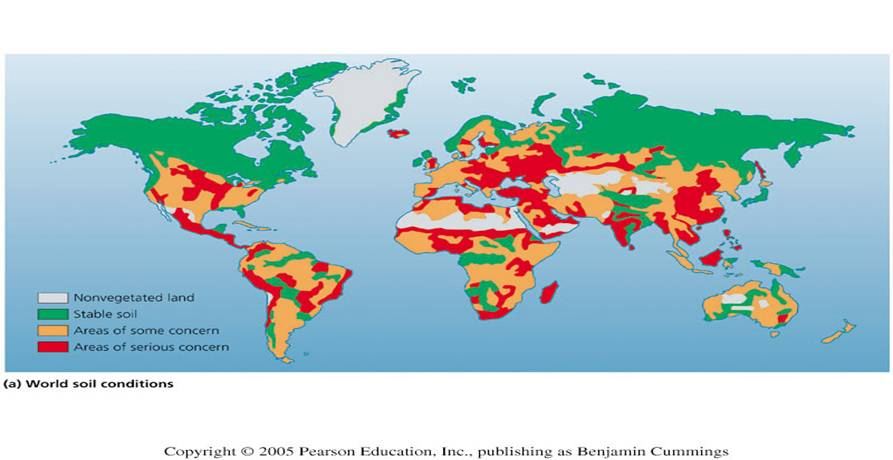 Nonvegetated land
Stable soil
Areas of some concern
Areas of serious concern
(a) World soil conditions
Copyright © 2005 Pearson Education, Inc., publishing as Benjamin Cummings